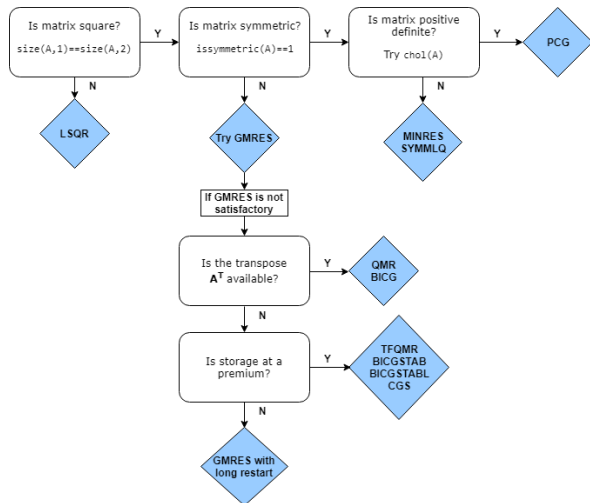 Is matrix square?
size(A,1)==size(A,2)
Y
Is matrix symmetric?
issymmetric(A)==1
Y
Is matrix positive
definite?
Try chol(A)
Y
PCG
N
LSQR
N
Try GMRES
N
MINRES
SYMMLQ
If GMRES is not
satisfactory
Is the transpose
Aᵀ available?
Y
QMR
BICG
N
Is storage at a
premium?
Y
TFQMR
BICGSTAB
BICGSTABL
CGS
N
GMRES with
long restart